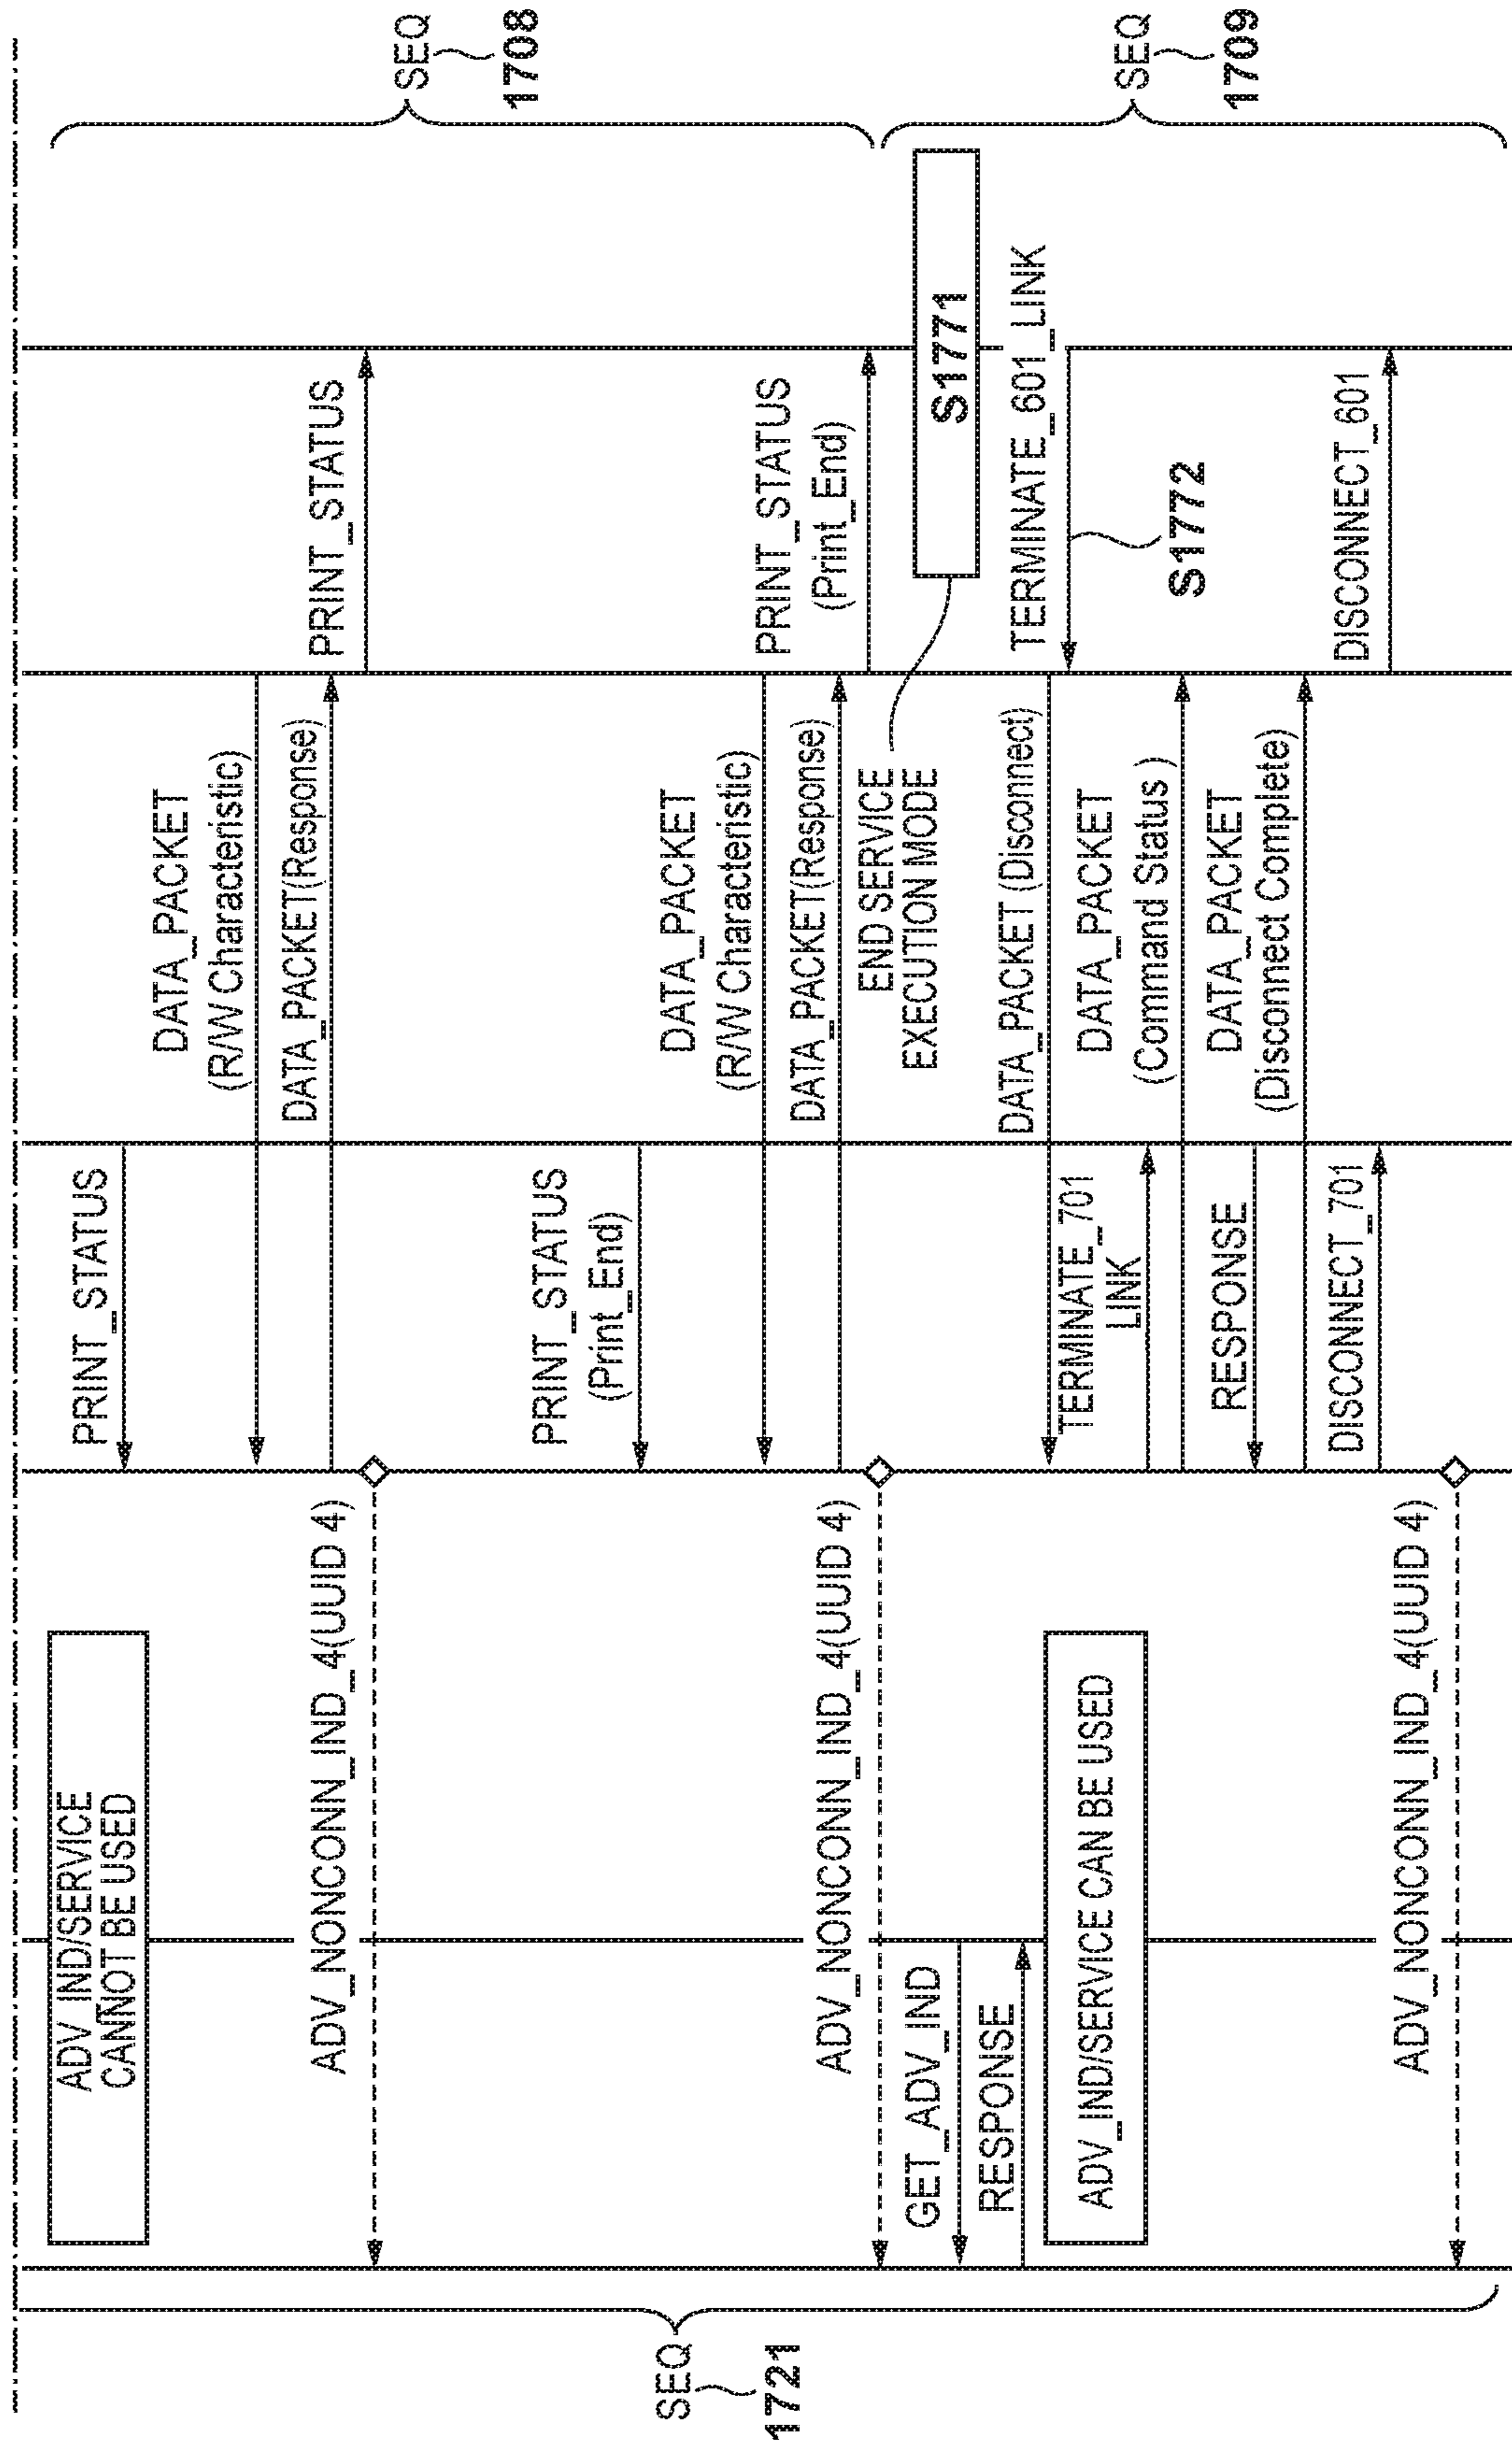 ADV_IND/SERVICE
CANNOT BE USED
PRINT_STATUS
DATA_PACKET
(R/W Characteristic)
DATA_PACKET(Response)
PRINT_STATUS
ADV_NONCONN_IND_4(UUID 4)
SEQ
1708
PRINT_STATUS
(Print_End)
DATA_PACKET
(R/W Characteristic)
DATA_PACKET(Response)
PRINT_STATUS
(Print_End)
ADV_NONCONN_IND_4(UUID 4)
SEQ
1721
END SERVICE
EXECUTION MODE
S1771
GET_ADV_IND
RESPONSE
ADV_IND/SERVICE CAN BE USED
DATA_PACKET (Disconnect)
TERMINATE_601_LINK
S1772
TERMINATE_701
LINK
DATA_PACKET
(Command Status )
RESPONSE
DATA_PACKET
(Disconnect Complete)
DISCONNECT_701
DISCONNECT_601
ADV_NONCONN_IND_4(UUID 4)
SEQ
1709